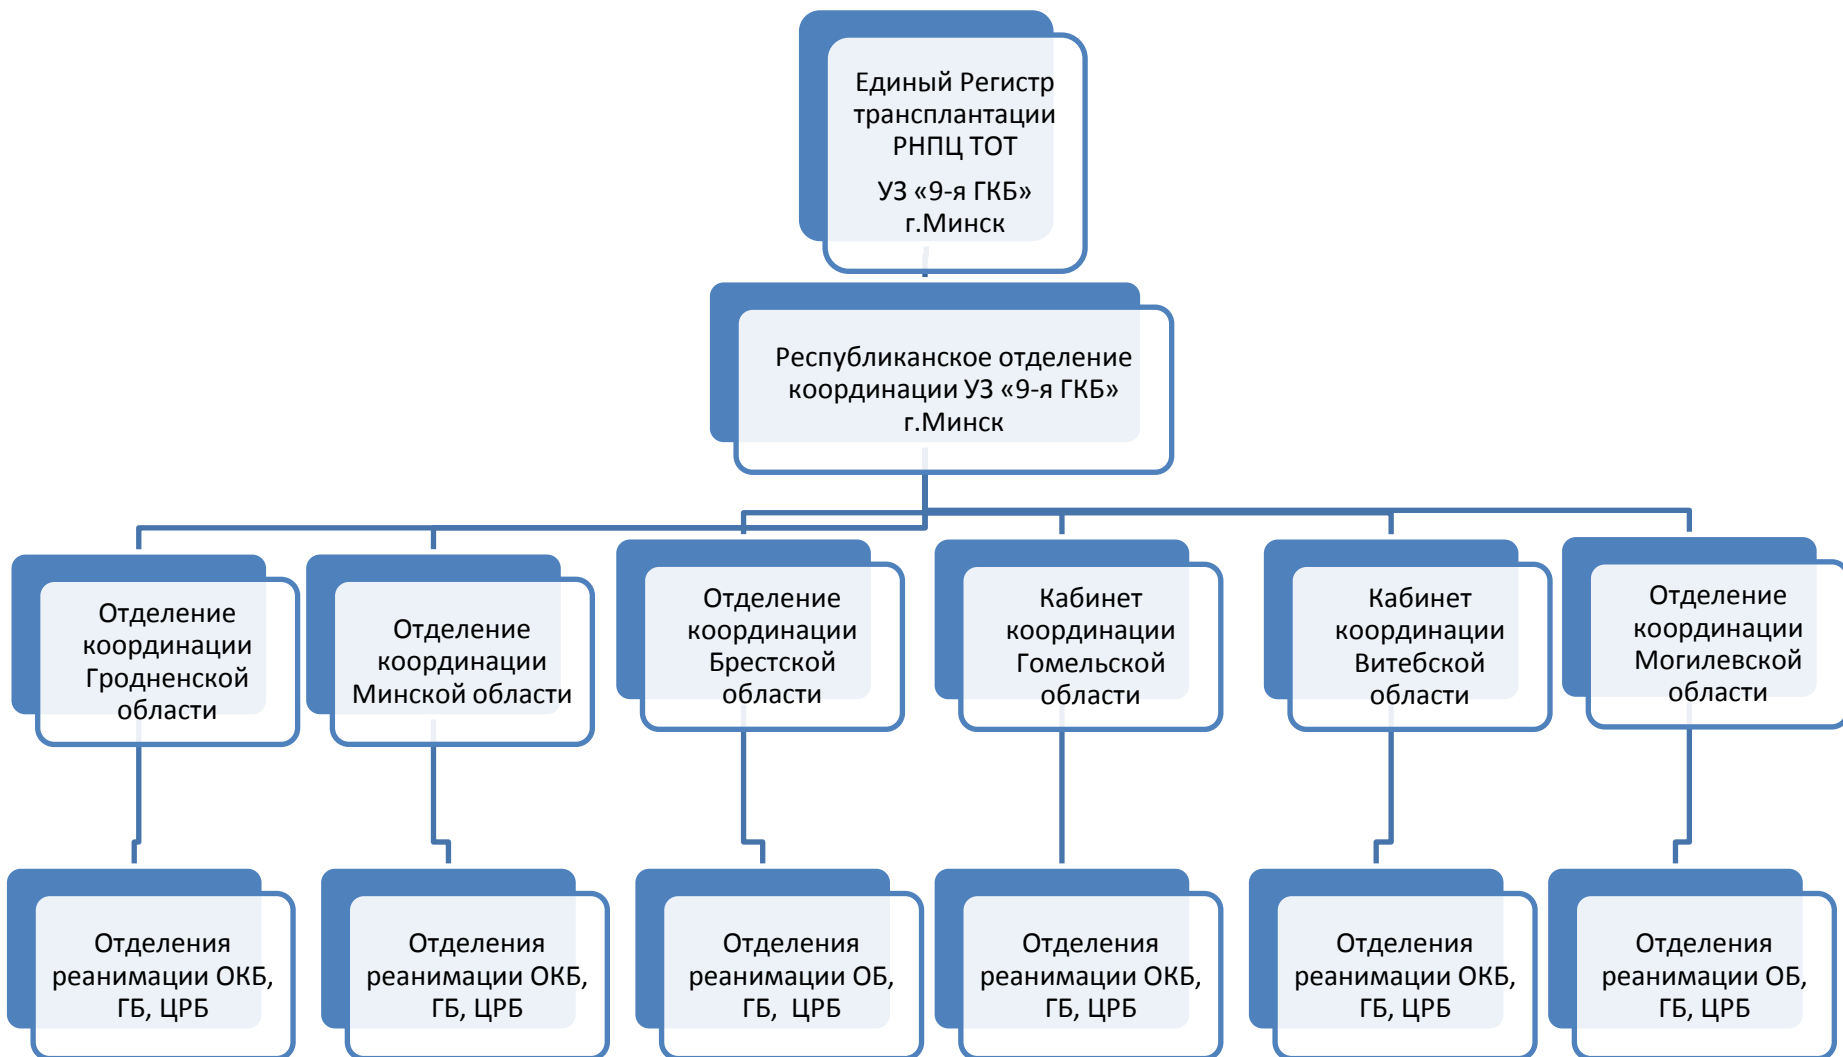 Единый Регистр
трансплантации
РНПЦ ТОТ
УЗ «9-я ГКБ»
г.Минск
Республиканское отделение
координации УЗ «9-я ГКБ»
г.Минск
Отделение
координации
Гродненской
области
Отделение
координации
Минской области
Отделение
координации
Брестской
области
Кабинет
координации
Гомельской
области
Кабинет
координации
Витебской
области
Отделение
координации
Могилевской
области
Отделения
реанимации ОКБ,
ГБ, ЦРБ
Отделения
реанимации ОКБ,
ГБ, ЦРБ
Отделения
реанимации ОБ,
ГБ, ЦРБ
Отделения
реанимации ОКБ,
ГБ, ЦРБ
Отделения
реанимации ОКБ,
ГБ, ЦРБ
Отделения
реанимации ОБ,
ГБ, ЦРБ